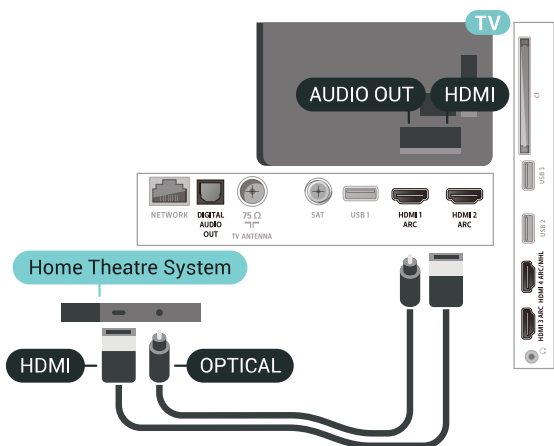 TV
AUDIO OUT
HDMI
CI
USB 3
USB 2
HDMI 4 ARC/MHL
HDMI 3 ARC
NETWORK
DIGITAL
AUDIO
OUT
75 Ω
TV ANTENNA
SAT
USB 1
HDMI 1
ARC
HDMI 2
ARC
Home Theatre System
HDMI
OPTICAL